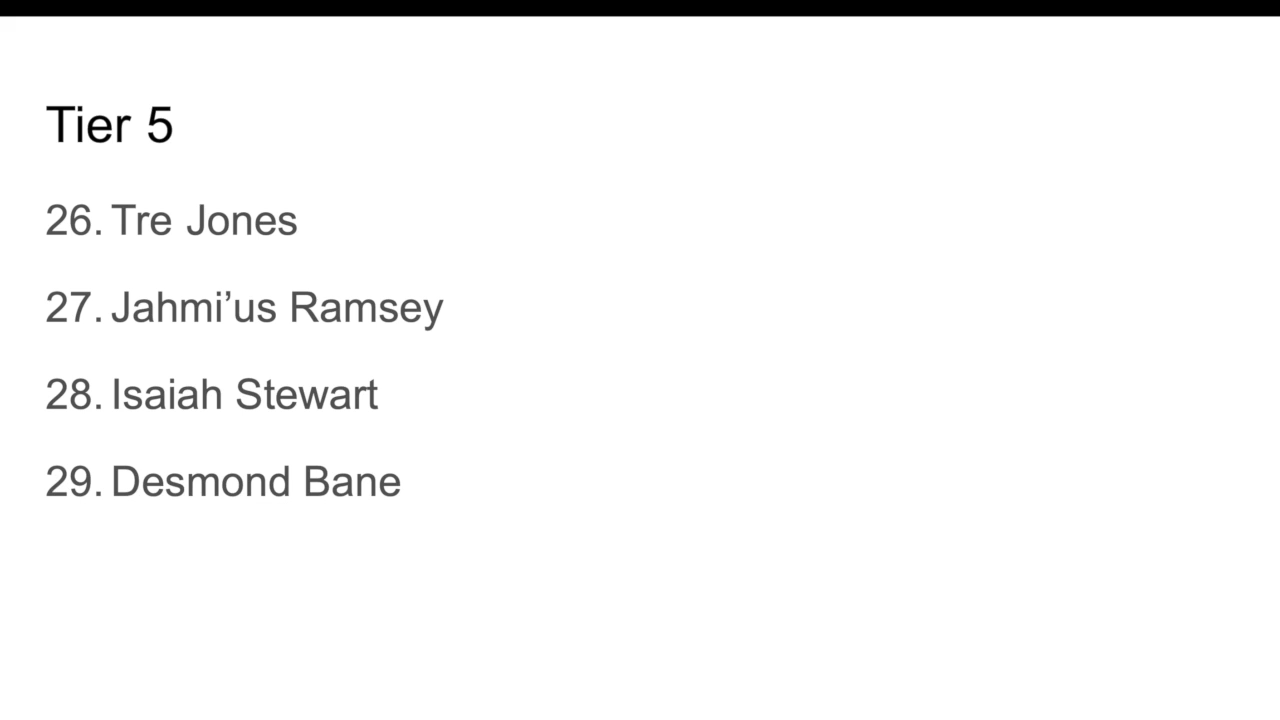 Tier 5
26. Tre Jones
27. Jahmi’us Ramsey
28. Isaiah Stewart
29. Desmond Bane